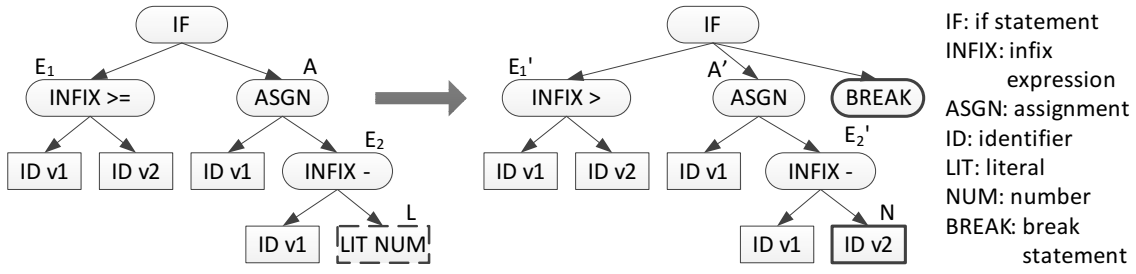 IF
E1
A
INFIX >=
ASGN
ID v1
ID v2
ID v1
E2
INFIX -
ID v1
L
LIT NUM
IF
E1'
A'
INFIX >
ASGN
BREAK
ID v1
ID v2
ID v1
E2'
INFIX -
ID v1
N
ID v2
IF: if statement
INFIX: infix
expression
ASGN: assignment
ID: identifier
LIT: literal
NUM: number
BREAK: break
statement